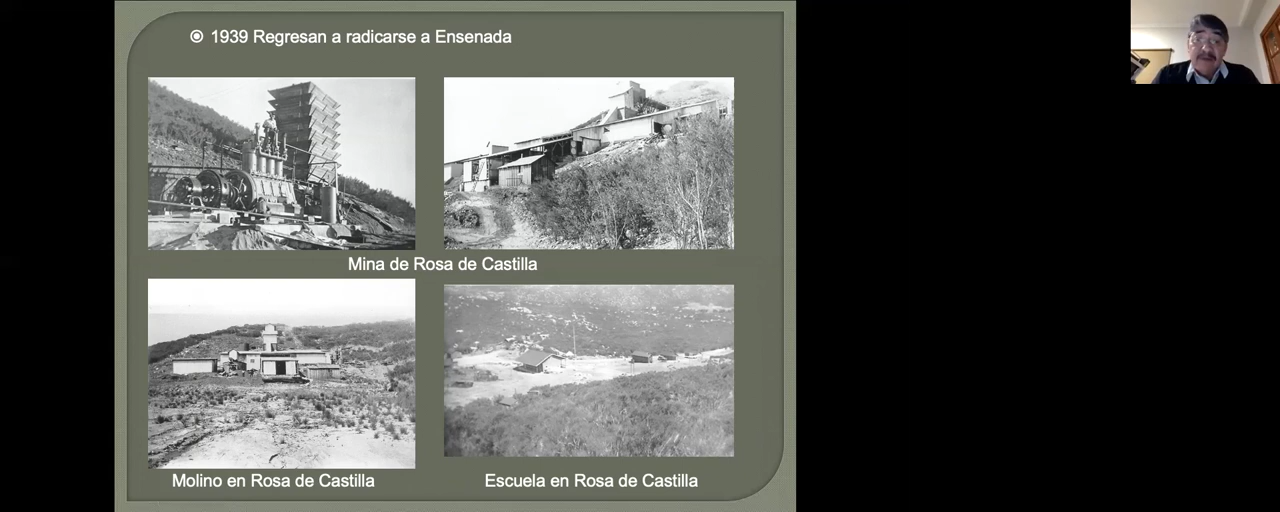 1939 Regresan a radicarse a Ensenada
Mina de Rosa de Castilla
Molino en Rosa de Castilla
Escuela en Rosa de Castilla